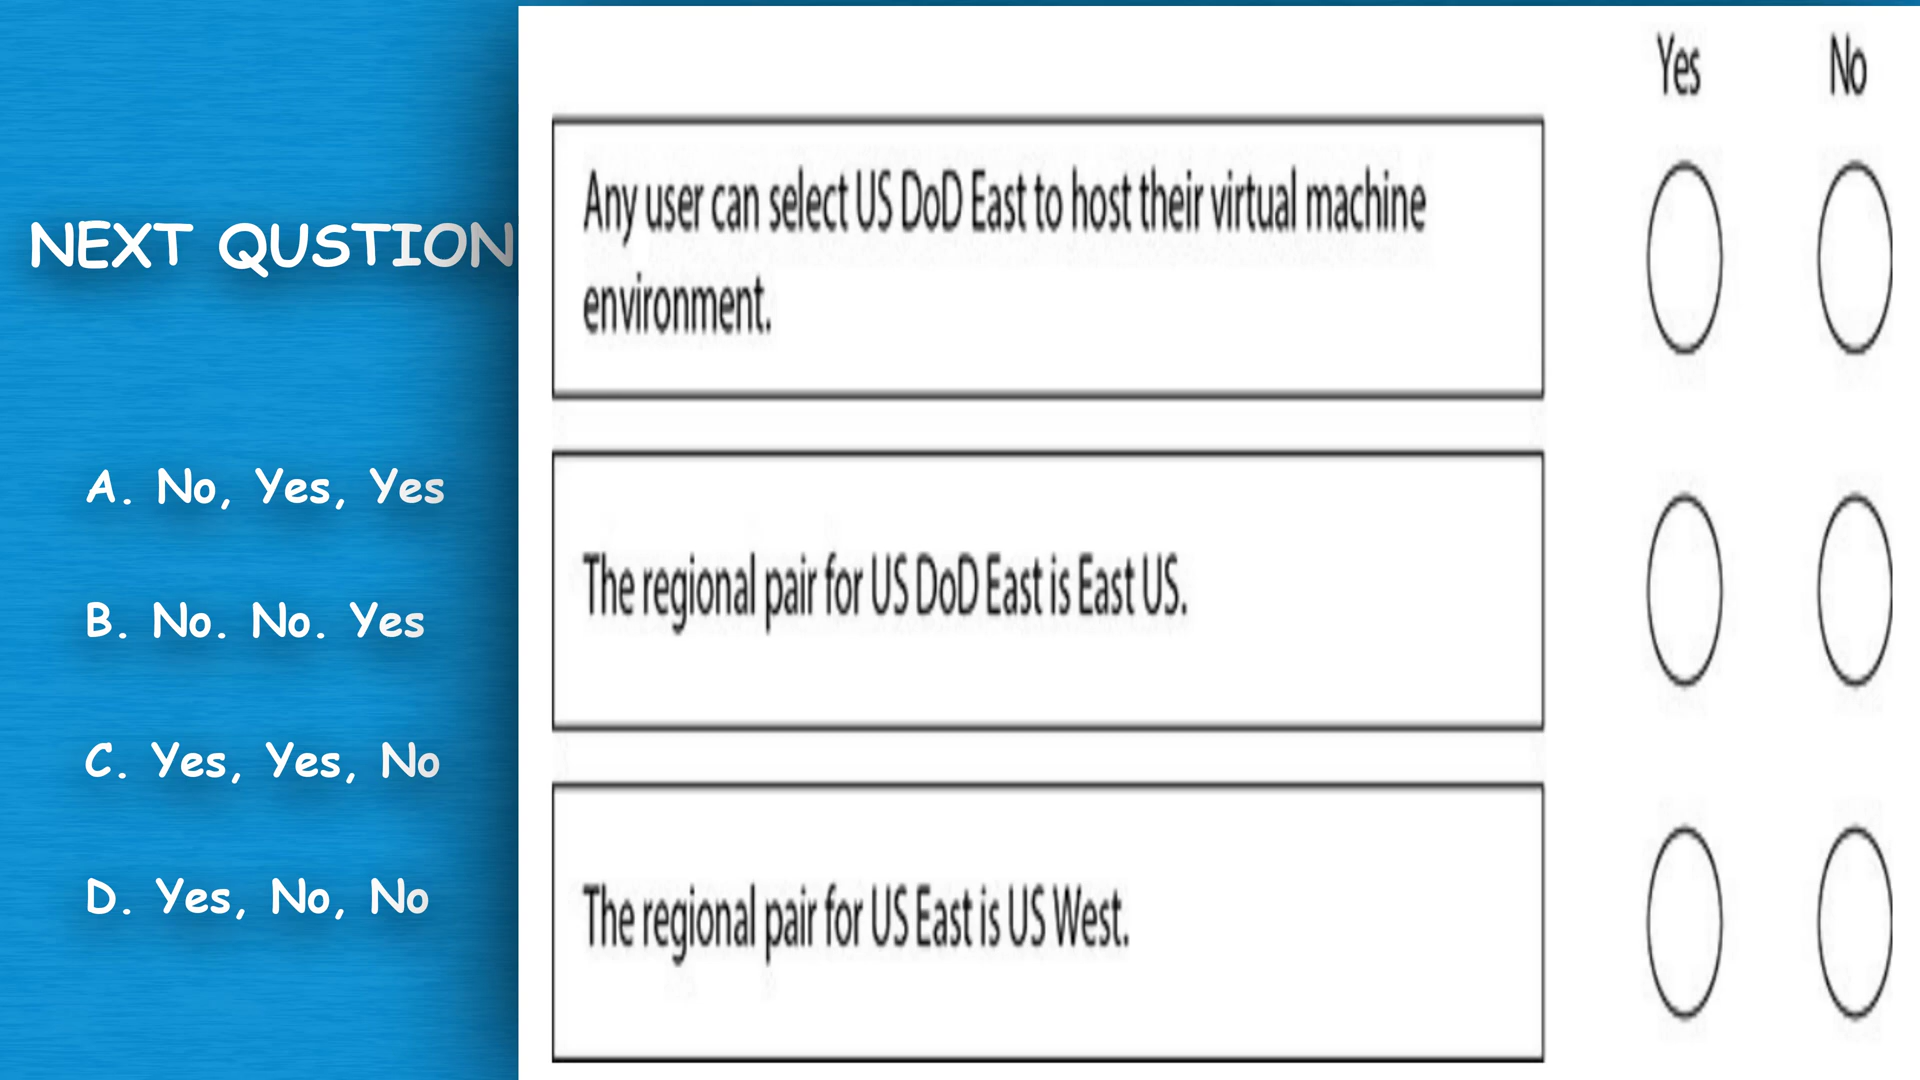 NEXT QUSTION
A. No, Yes, Yes
B. No. No. Yes
C. Yes, Yes, No
D. Yes, No, No
Yes No
Any user can select US DoD East to host their virtual machine
environment.
The regional pair for US DoD East is East US.
The regional pair for US East is US West.